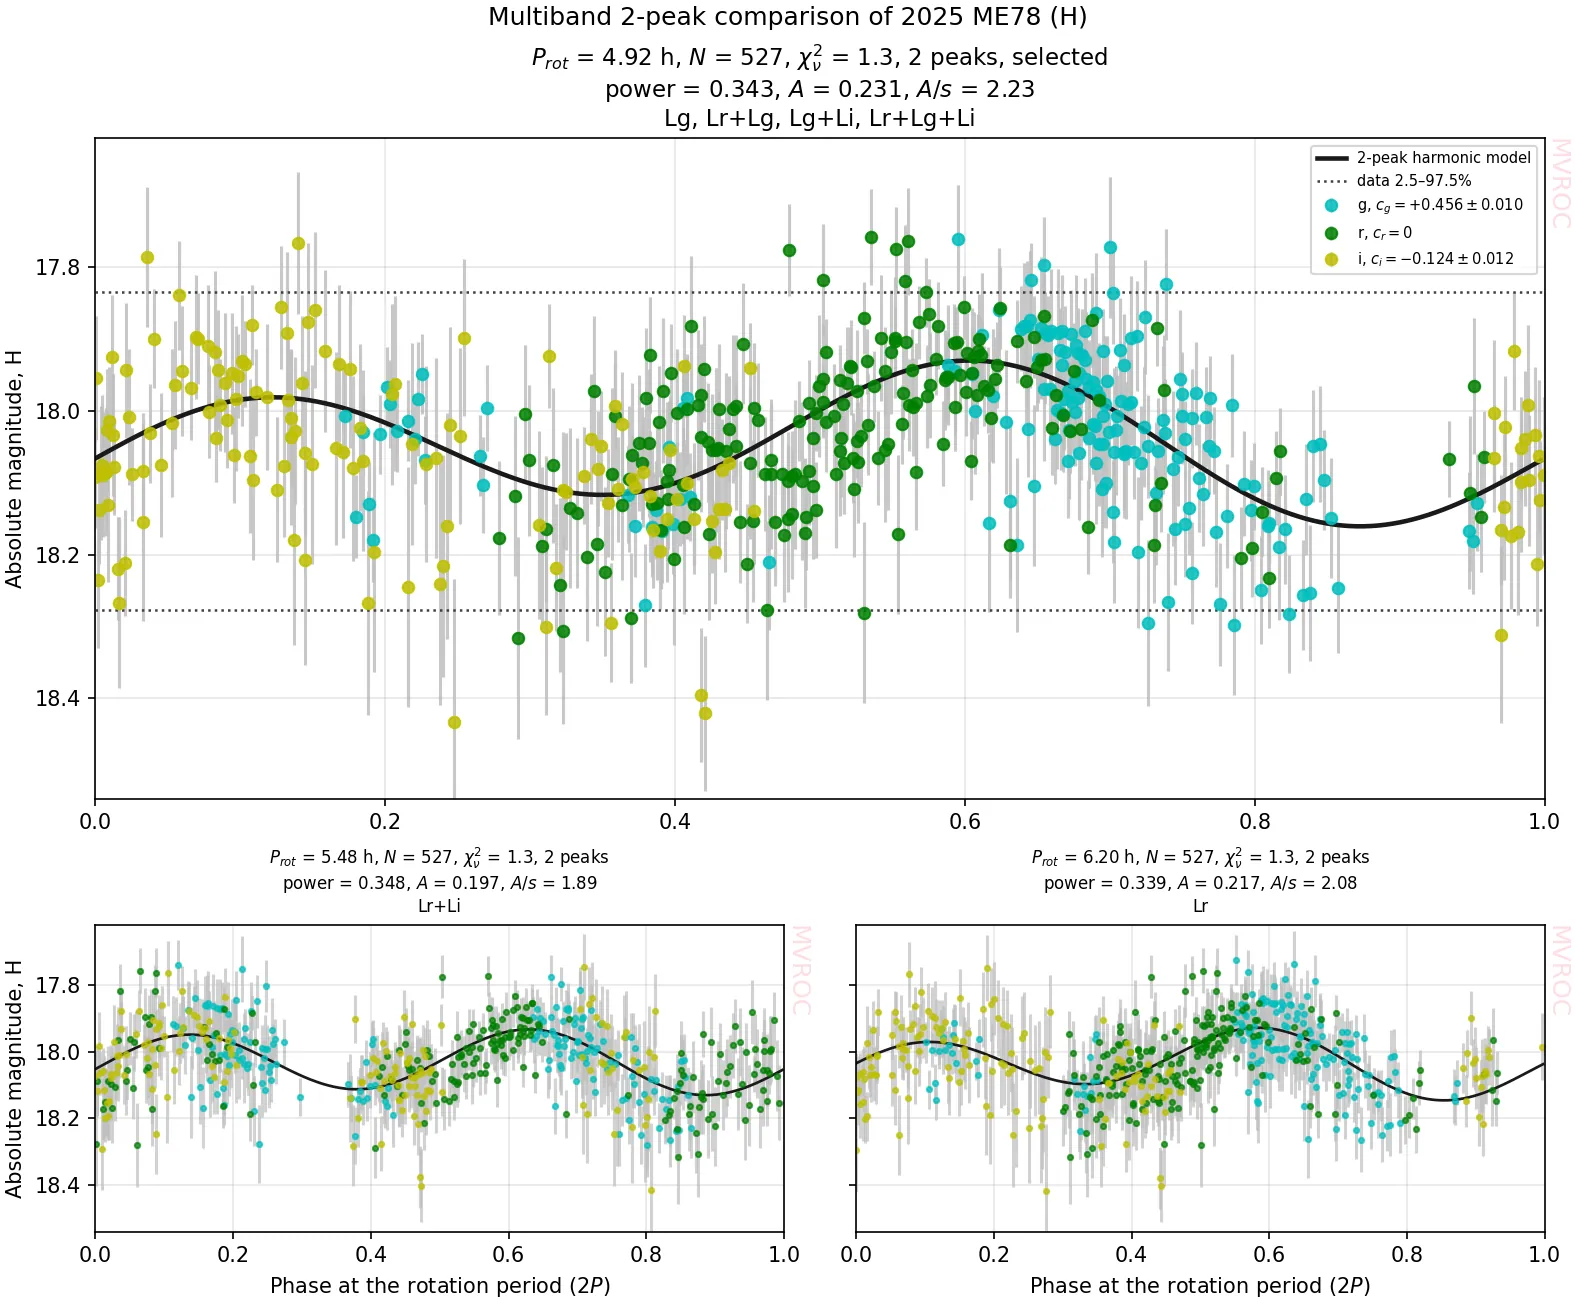 Multiband 2-peak comparison of 2025 ME78 (H)
P_rot = 4.92 h, N = 527, χ²_ν = 1.3, 2 peaks, selected
power = 0.343, A = 0.231, A/s = 2.23
Lg, Lr+Lg, Lg+Li, Lr+Lg+Li
2-peak harmonic model
data 2.5–97.5%
g, c_g = +0.456 ± 0.010
r, c_r = 0
i, c_i = −0.124 ± 0.012
MVROC
Absolute magnitude, H
17.8
18.0
18.2
18.4
0.0 0.2 0.4 0.6 0.8 1.0
P_rot = 5.48 h, N = 527, χ²_ν = 1.3, 2 peaks
power = 0.348, A = 0.197, A/s = 1.89
Lr+Li
MVROC
Absolute magnitude, H
17.8
18.0
18.2
18.4
0.0 0.2 0.4 0.6 0.8 1.0
Phase at the rotation period (2P)
P_rot = 6.20 h, N = 527, χ²_ν = 1.3, 2 peaks
power = 0.339, A = 0.217, A/s = 2.08
Lr
MVROC
0.0 0.2 0.4 0.6 0.8 1.0
Phase at the rotation period (2P)